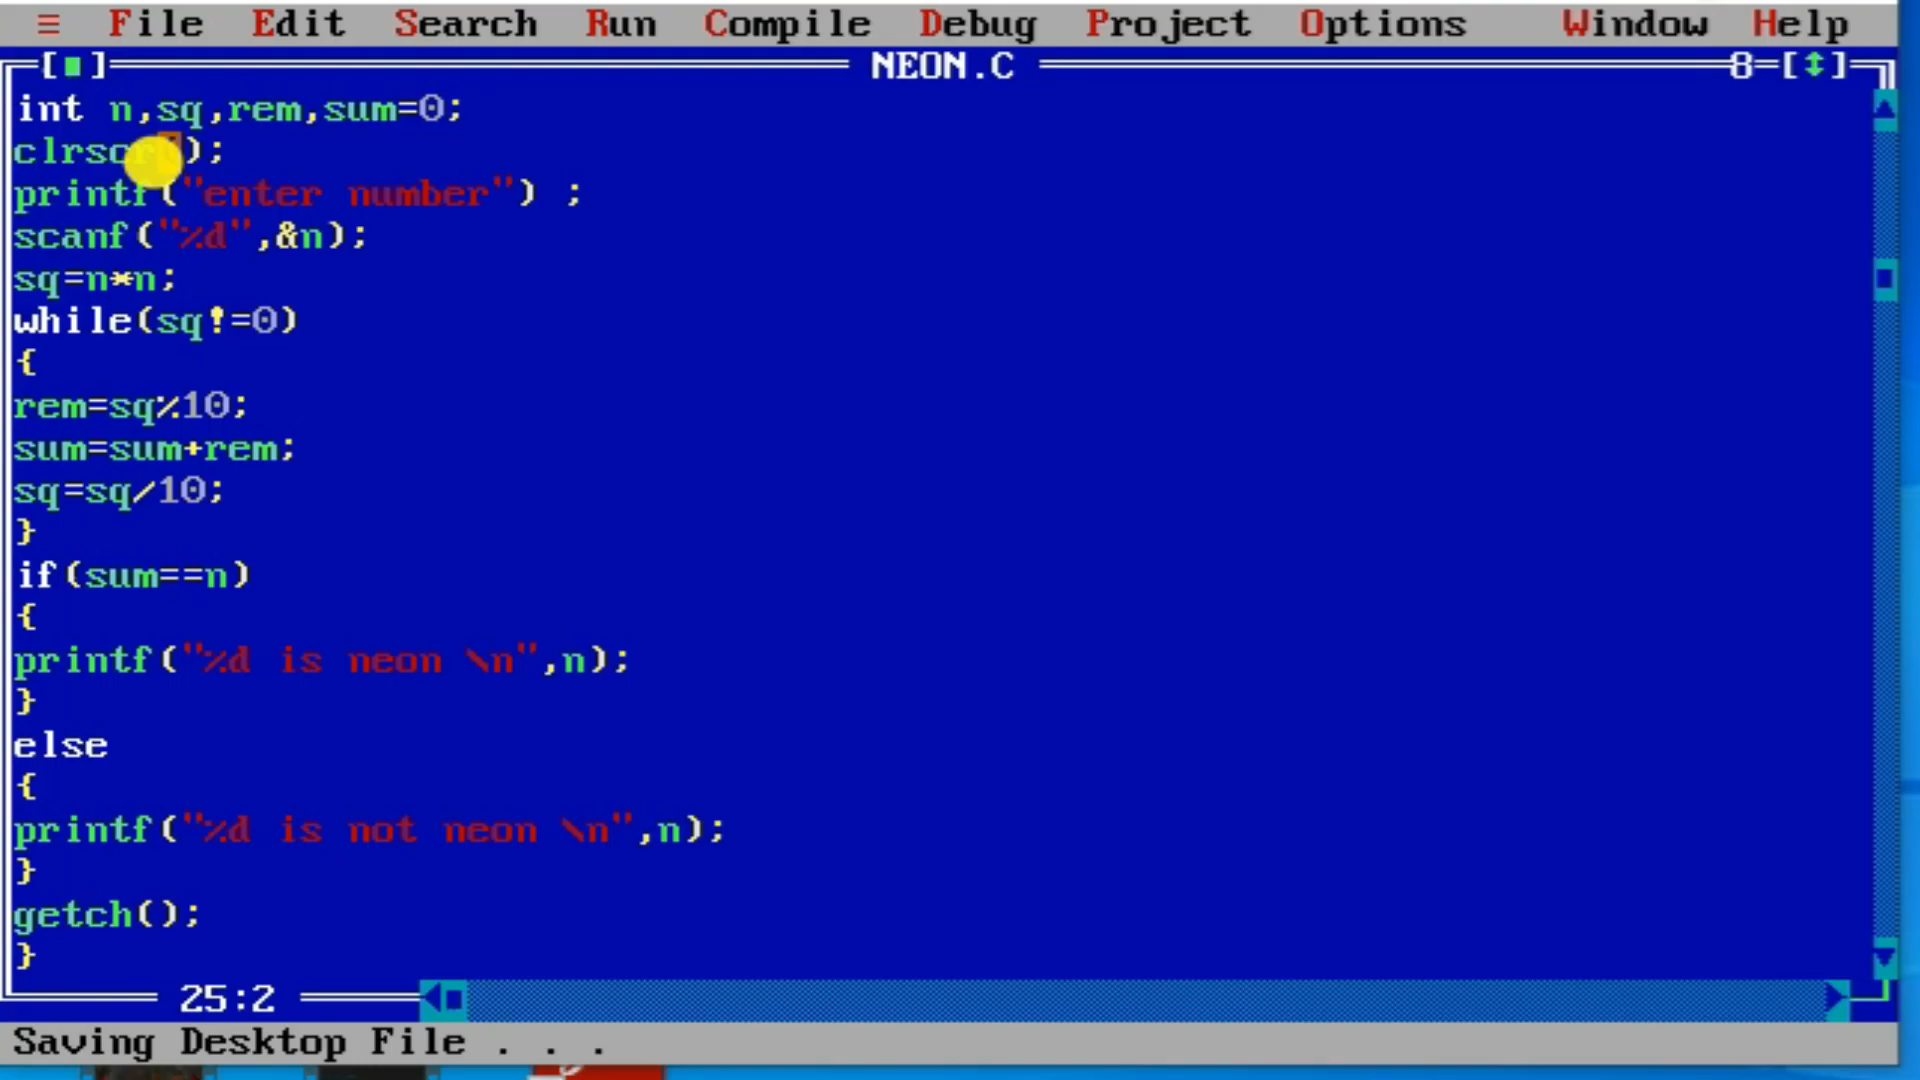 ≡ File Edit Search Run Compile Debug Project Options Window Help
[■] NEON.C 8=[↕]
int n,sq,rem,sum=0;
clrscr();
printf("enter number") ;
scanf("%d",&n);
sq=n*n;
while(sq!=0)
{
rem=sq%10;
sum=sum+rem;
sq=sq/10;
}
if(sum==n)
{
printf("%d is neon \n",n);
}
else
{
printf("%d is not neon \n",n);
}
getch();
}
25:2
Saving Desktop File . . .